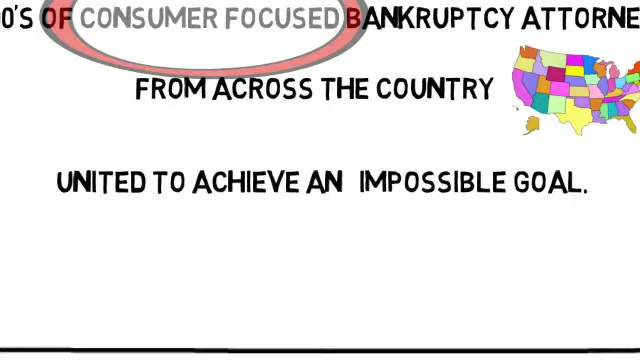 0'S OF CONSUMER FOCUSED BANKRUPTCY ATTORNE
FROM ACROSS THE COUNTRY
UNITED TO ACHIEVE AN IMPOSSIBLE GOAL.